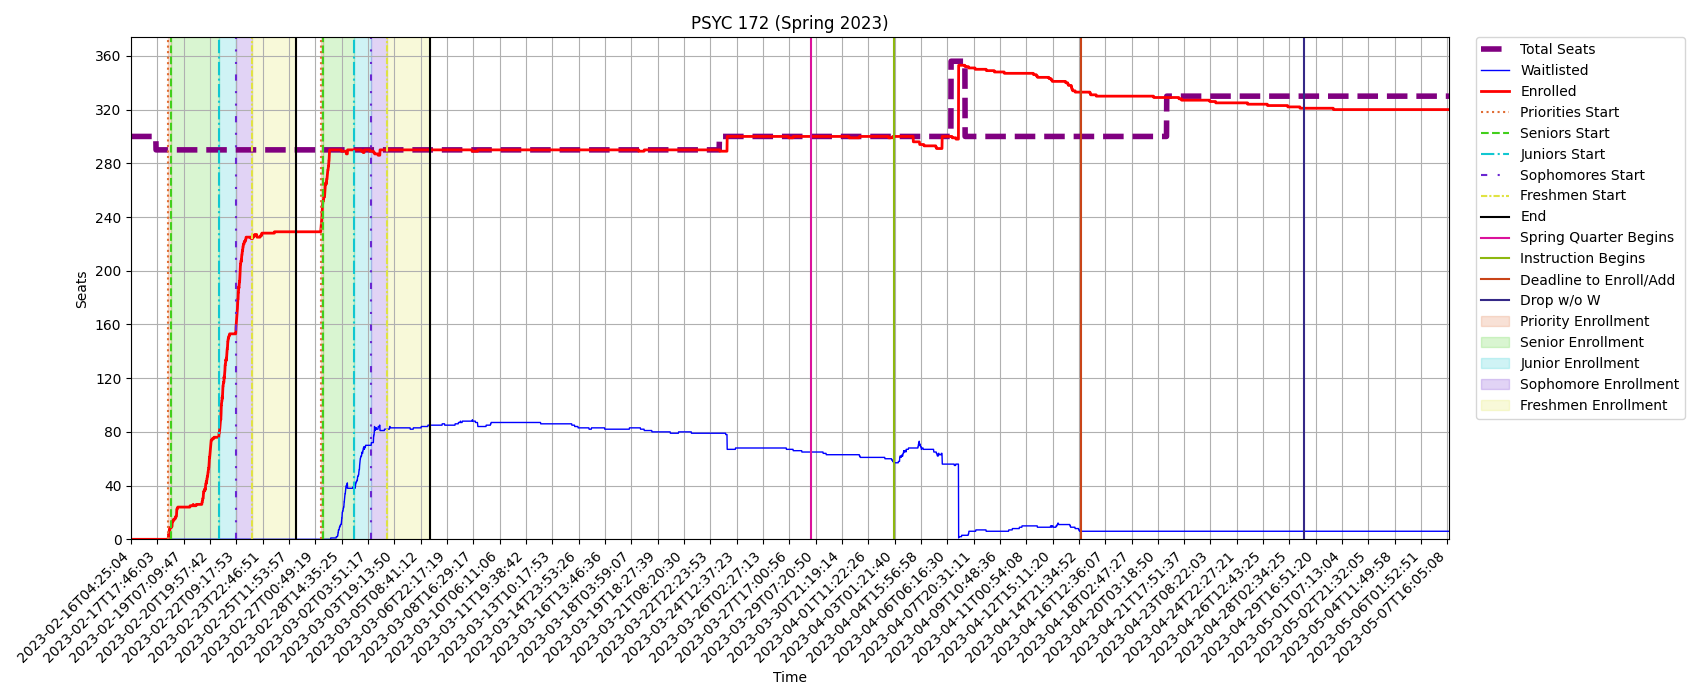 PSYC 172 (Spring 2023)
Seats
360
320
280
240
200
160
120
80
40
0
2023-02-16T04:25:04
2023-02-17T17:46:03
2023-02-19T07:09:47
2023-02-20T19:57:42
2023-02-22T09:17:53
2023-02-23T22:46:51
2023-02-25T11:53:57
2023-02-27T00:49:19
2023-02-28T14:35:25
2023-03-02T03:51:17
2023-03-03T19:13:50
2023-03-05T08:41:12
2023-03-06T22:17:19
2023-03-08T16:29:17
2023-03-10T06:11:06
2023-03-11T19:38:42
2023-03-13T10:17:53
2023-03-14T23:53:26
2023-03-16T13:46:36
2023-03-18T03:59:07
2023-03-19T18:27:39
2023-03-21T08:20:30
2023-03-22T22:23:53
2023-03-24T12:37:23
2023-03-26T02:27:13
2023-03-27T17:00:56
2023-03-29T07:20:50
2023-03-30T21:19:14
2023-04-01T11:22:26
2023-04-03T01:21:40
2023-04-04T15:56:58
2023-04-06T06:16:30
2023-04-07T20:31:11
2023-04-09T10:48:36
2023-04-11T00:54:08
2023-04-12T15:11:20
2023-04-14T21:34:52
2023-04-16T12:36:07
2023-04-18T02:47:27
2023-04-20T03:18:50
2023-04-21T17:51:37
2023-04-23T08:22:03
2023-04-24T22:27:21
2023-04-26T12:43:25
2023-04-28T02:34:25
2023-04-29T16:51:20
2023-05-01T07:13:04
2023-05-02T21:32:05
2023-05-04T11:49:58
2023-05-06T01:52:51
2023-05-07T16:05:08
Time
Total Seats
Waitlisted
Enrolled
Priorities Start
Seniors Start
Juniors Start
Sophomores Start
Freshmen Start
End
Spring Quarter Begins
Instruction Begins
Deadline to Enroll/Add
Drop w/o W
Priority Enrollment
Senior Enrollment
Junior Enrollment
Sophomore Enrollment
Freshmen Enrollment